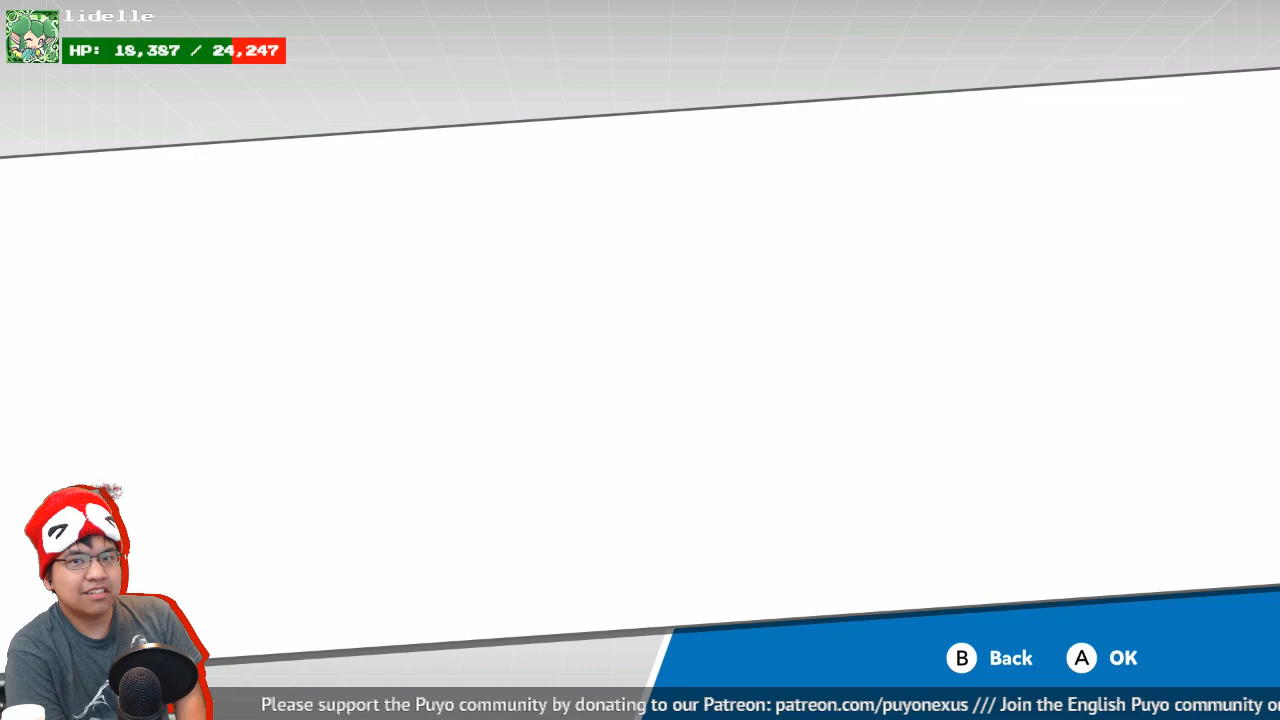 lidelle
HP: 18,387 / 24,247
B Back A OK
Please support the Puyo community by donating to our Patreon: patreon.com/puyonexus /// Join the English Puyo community o